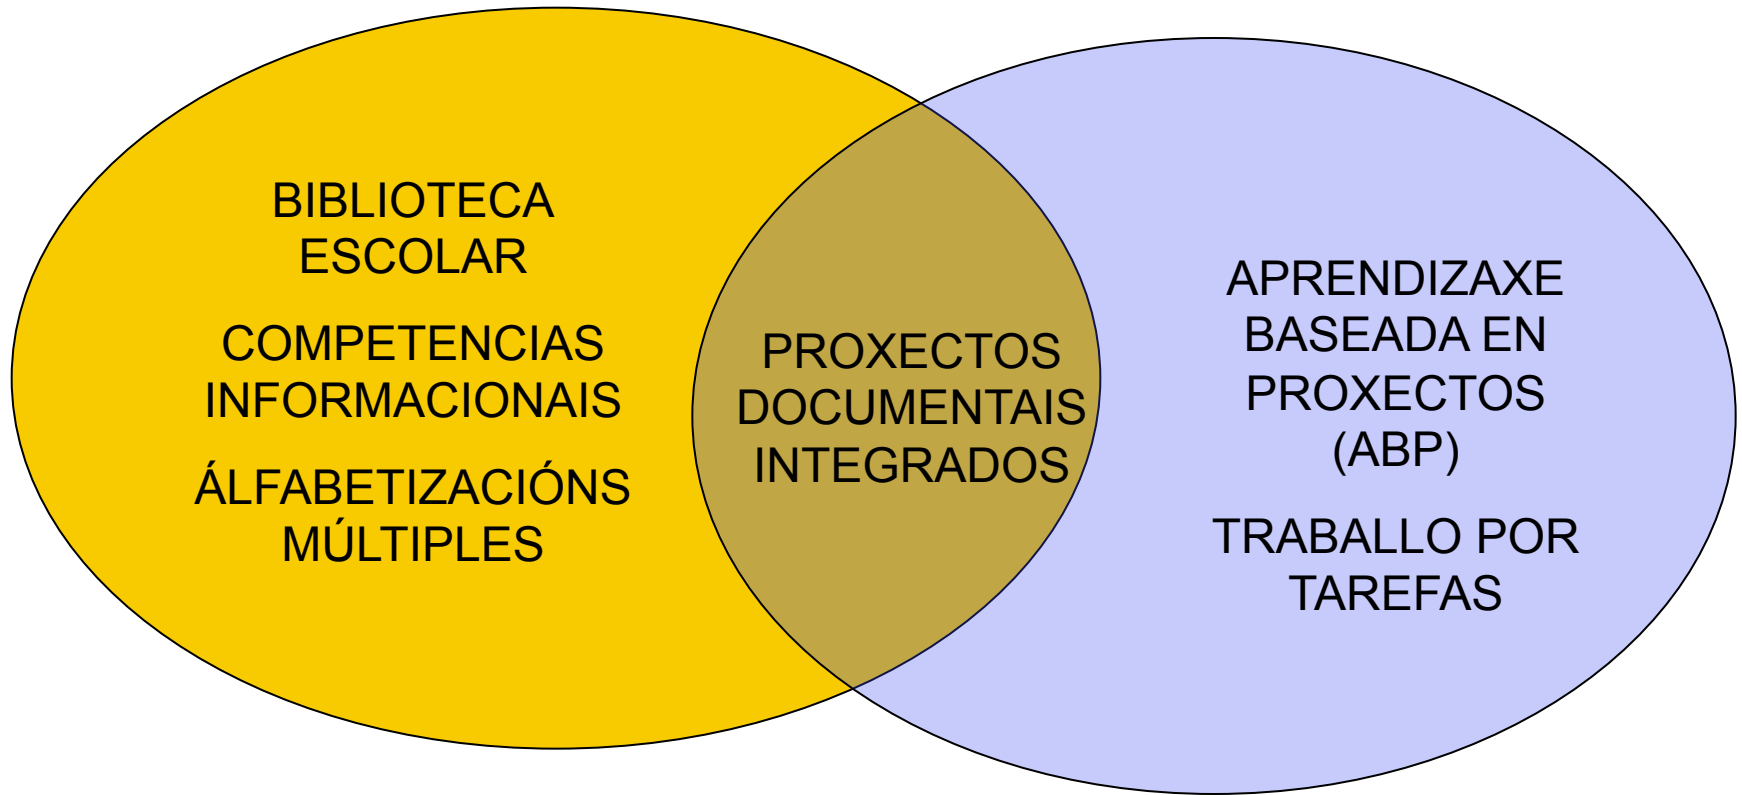 BIBLIOTECA
ESCOLAR
COMPETENCIAS
INFORMACIONAIS
ÁLFABETIZACIÓNS
MÚLTIPLES
PROXECTOS
DOCUMENTAIS
INTEGRADOS
APRENDIZAXE
BASEADA EN
PROXECTOS
(ABP)
TRABALLO POR
TAREFAS